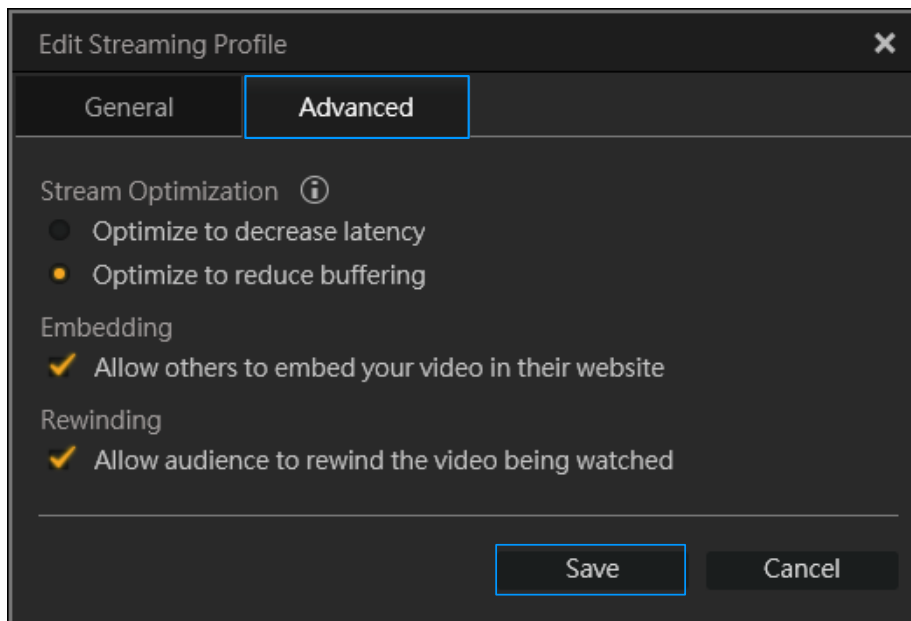 Edit Streaming Profile
General Advanced
Stream Optimization
Optimize to decrease latency
Optimize to reduce buffering
Embedding
Allow others to embed your video in their website
Rewinding
Allow audience to rewind the video being watched
Save Cancel